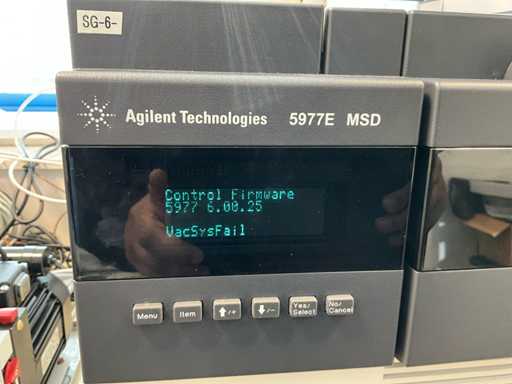 SG-6-
Agilent Technologies 5977E MSD
Control Firmware
5977 6.00.25
VacSysFail
Menu Item ⬆/+ ⬇/- Yes/Select No/Cancel